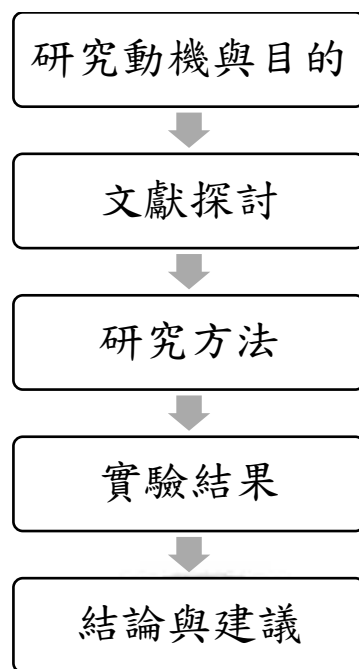 研究動機與目的
文獻探討
研究方法
實驗結果
結論與建議